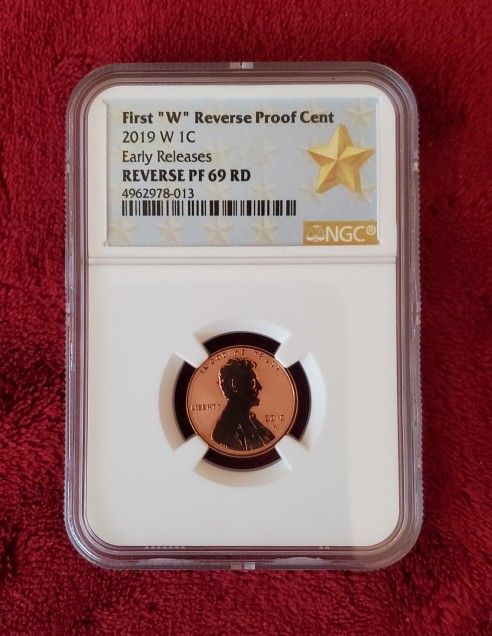 First "W" Reverse Proof Cent
2019 W 1C
Early Releases
REVERSE PF 69 RD
4962978-013
NGC®
IN GOD WE TRUST
LIBERTY
2019
W